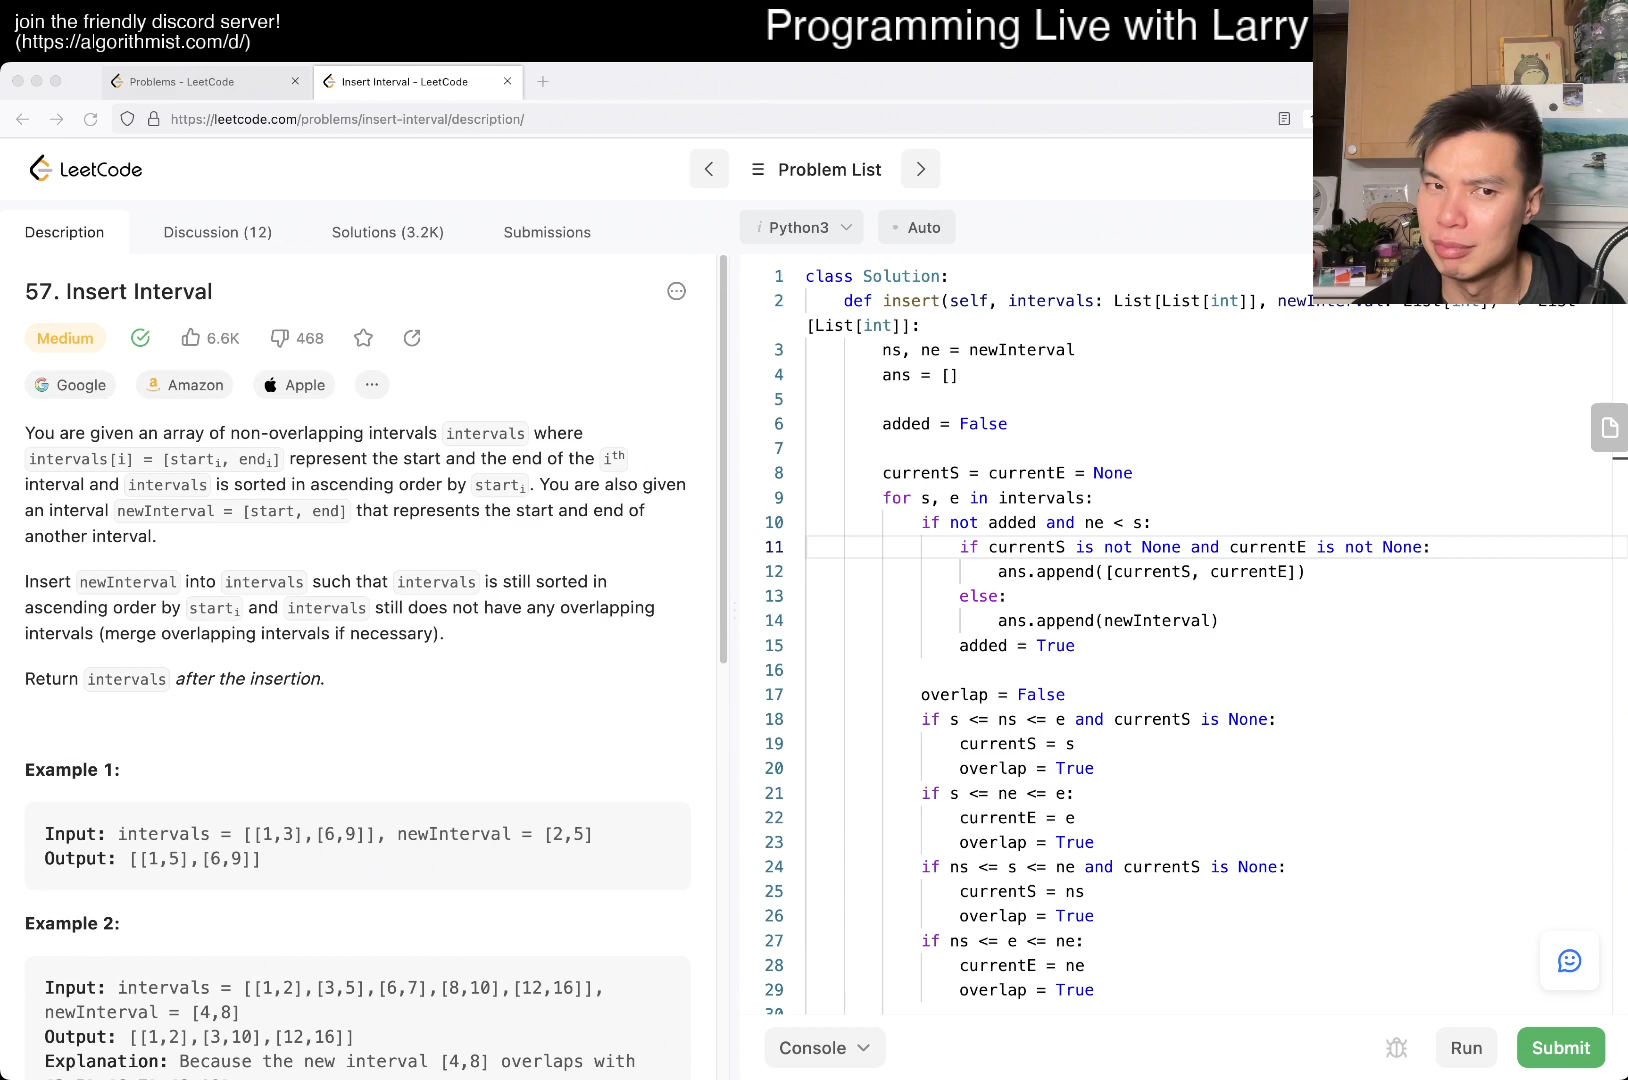 join the friendly discord server!
(https://algorithmist.com/d/)
Programming Live with Larry
Problems - LeetCode
Insert Interval - LeetCode
https://leetcode.com/problems/insert-interval/description/
LeetCode
Problem List
Description
Discussion (12)
Solutions (3.2K)
Submissions
Python3
Auto
57. Insert Interval
Medium
6.6K
468
Google
Amazon
Apple
You are given an array of non-overlapping intervals intervals where
intervals[i] = [starti, endi] represent the start and the end of the ith
interval and intervals is sorted in ascending order by starti. You are also given
an interval newInterval = [start, end] that represents the start and end of
another interval.
Insert newInterval into intervals such that intervals is still sorted in
ascending order by starti and intervals still does not have any overlapping
intervals (merge overlapping intervals if necessary).
Return intervals after the insertion.
Example 1:
Input: intervals = [[1,3],[6,9]], newInterval = [2,5]
Output: [[1,5],[6,9]]
Example 2:
Input: intervals = [[1,2],[3,5],[6,7],[8,10],[12,16]],
newInterval = [4,8]
Output: [[1,2],[3,10],[12,16]]
Explanation: Because the new interval [4,8] overlaps with
1 class Solution:
2 def insert(self, intervals: List[List[int]],
[List[int]]:
3 ns, ne = newInterval
4 ans = []
5
6 added = False
7
8 currentS = currentE = None
9 for s, e in intervals:
10 if not added and ne < s:
11 if currentS is not None and currentE is not None:
12 ans.append([currentS, currentE])
13 else:
14 ans.append(newInterval)
15 added = True
16
17 overlap = False
18 if s <= ns <= e and currentS is None:
19 currentS = s
20 overlap = True
21 if s <= ne <= e:
22 currentE = e
23 overlap = True
24 if ns <= s <= ne and currentS is None:
25 currentS = ns
26 overlap = True
27 if ns <= e <= ne:
28 currentE = ne
29 overlap = True
30
Console
Run
Submit